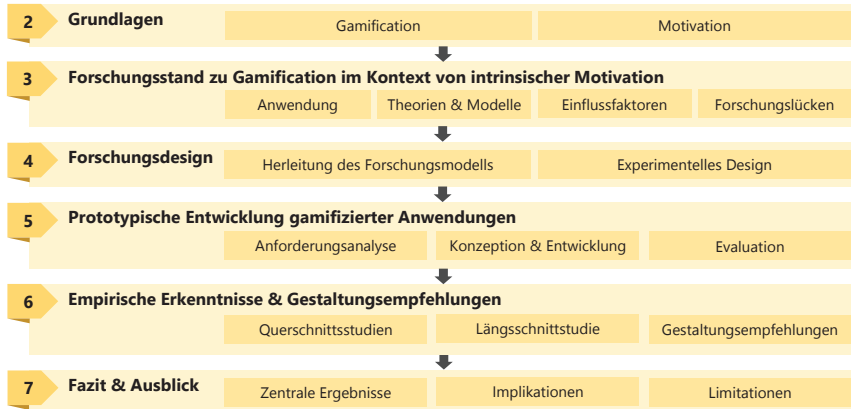 2
Grundlagen
Gamification
Motivation
3
Forschungsstand zu Gamification im Kontext von intrinsischer Motivation
Anwendung
Theorien & Modelle
Einflussfaktoren
Forschungslücken
4
Forschungsdesign
Herleitung des Forschungsmodells
Experimentelles Design
5
Prototypische Entwicklung gamifizierter Anwendungen
Anforderungsanalyse
Konzeption & Entwicklung
Evaluation
6
Empirische Erkenntnisse & Gestaltungsempfehlungen
Querschnittsstudien
Längsschnittstudie
Gestaltungsempfehlungen
7
Fazit & Ausblick
Zentrale Ergebnisse
Implikationen
Limitationen